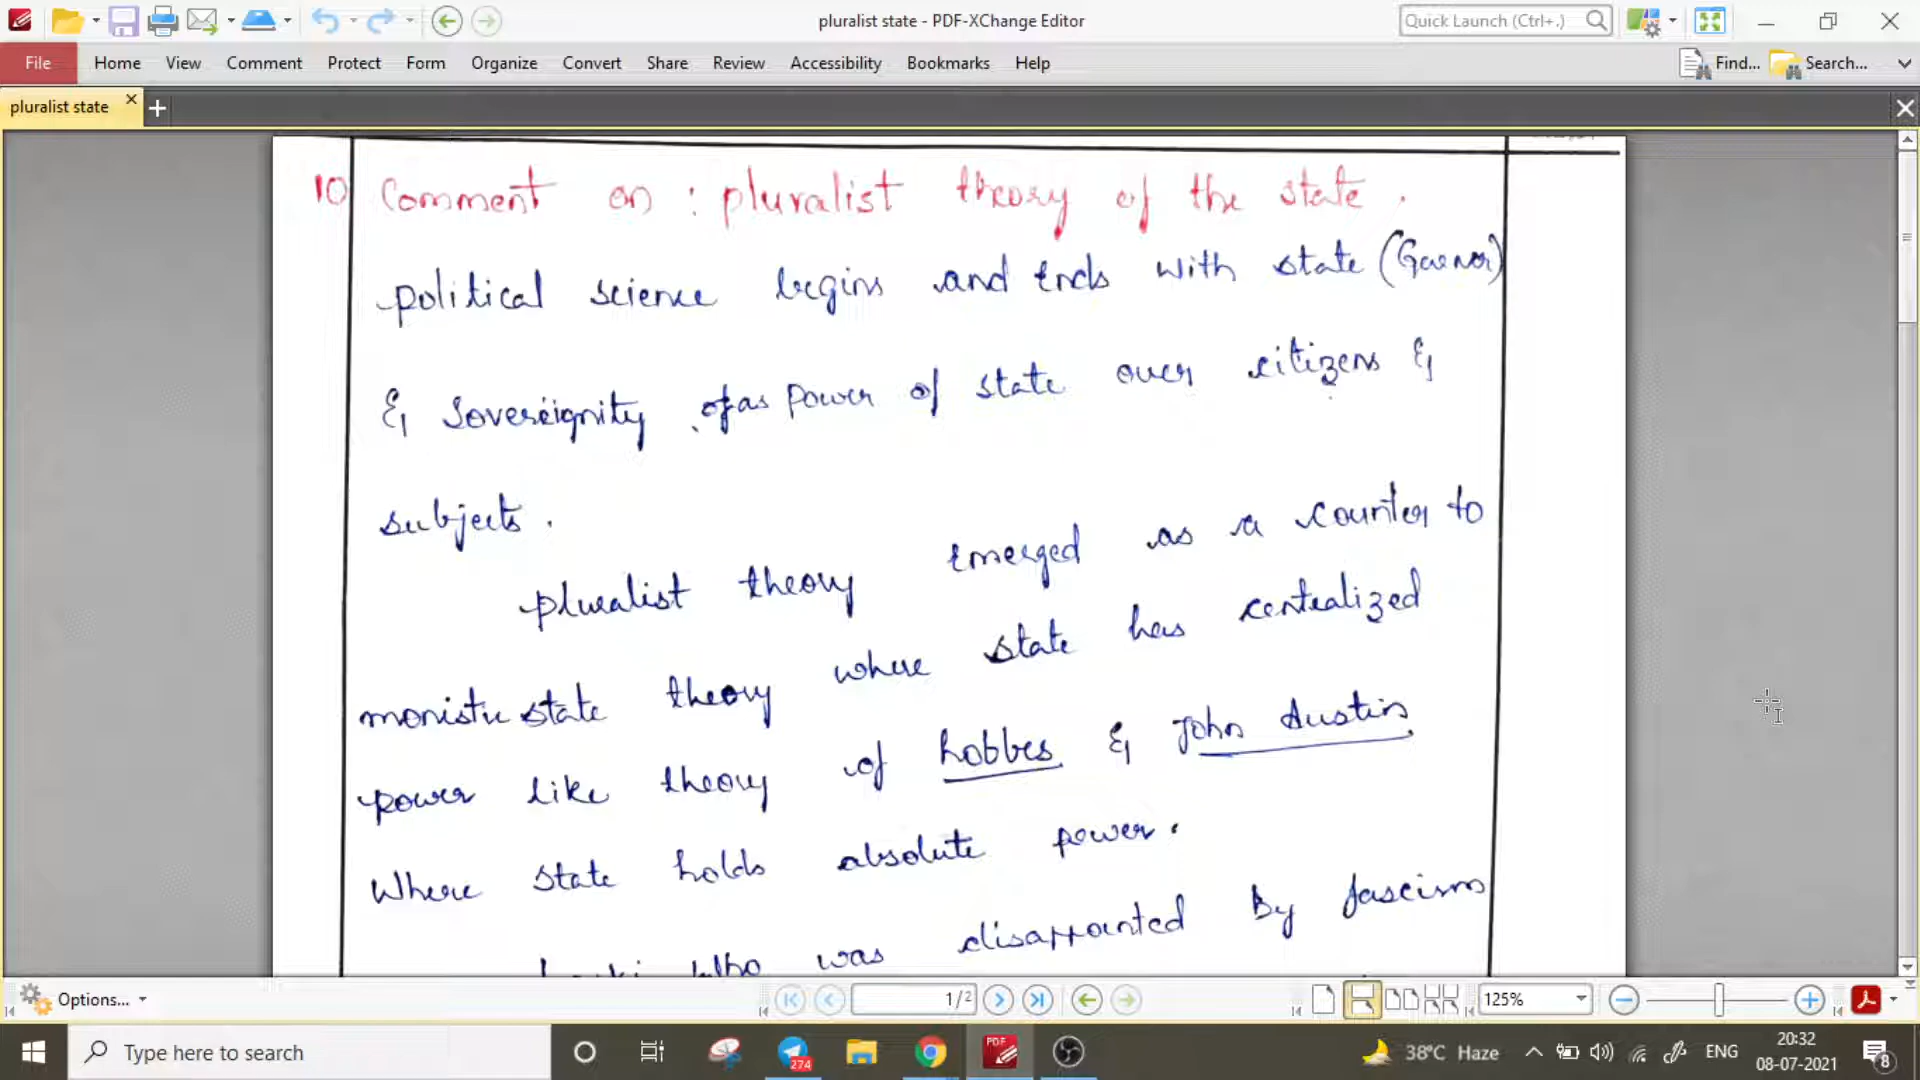 pluralist state - PDF-XChange Editor
Quick Launch (Ctrl+.)
File Home View Comment Protect Form Organize Convert Share Review Accessibility Bookmarks Help Find... Search...
pluralist state
10 Comment on : pluralist theory of the state .
political science begins and ends with state (Garner)
& sovereignity of as power of state over citizens &
subjects .
pluralist theory emerged as a counter to
monistic state theory where state has centralized
power like theory of hobbes & John Austin
Where state holds absolute power .
who was disappointed by fascism
Options...
1/2
125%
Type here to search
274
38°C Haze
ENG
20:32
08-07-2021
8